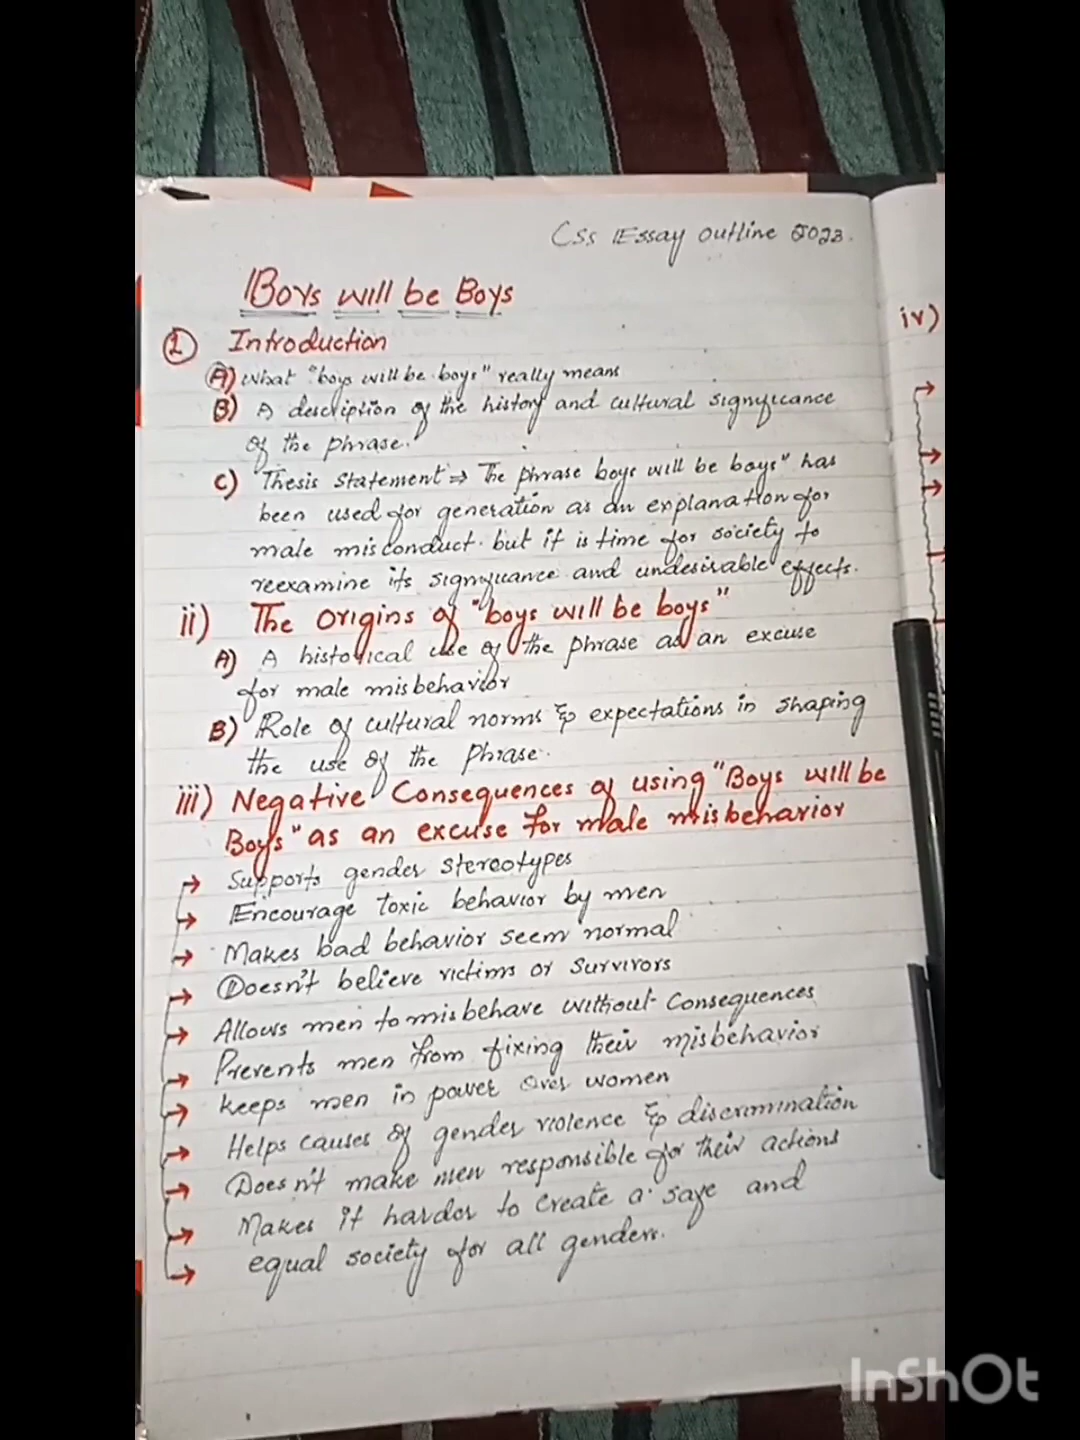 Css Essay outline 2023.
Boys will be Boys
1 Introduction
A) What "boys will be boys" really means
B) A description of the history and cultural significance
of the phrase.
C) Thesis Statement ⇒ The phrase boys will be boys" has
been used for generation as an explanation for
male misconduct. but it is time for society to
reexamine its significance and undesirable effects.
ii) The origins of "boys will be boys"
A) A historical use of the phrase as an excuse
for male misbehavior
B) Role of cultural norms & expectations in shaping
the use of the phrase.
iii) Negative Consequences of using "Boys will be
Boys" as an excuse for male misbehavior
→ Supports gender stereotypes
→ Encourage toxic behavior by men
→ Makes bad behavior seem normal
→ Doesn't believe victims or survivors
→ Allows men to misbehave without Consequences
→ Prevents men from fixing their misbehavior
→ keeps men in power over women
→ Helps causes of gender violence & discrimination
→ Doesn't make men responsible for their actions
→ Makes it harder to create a safe and
→ equal society for all genders.
iv)
InShOt